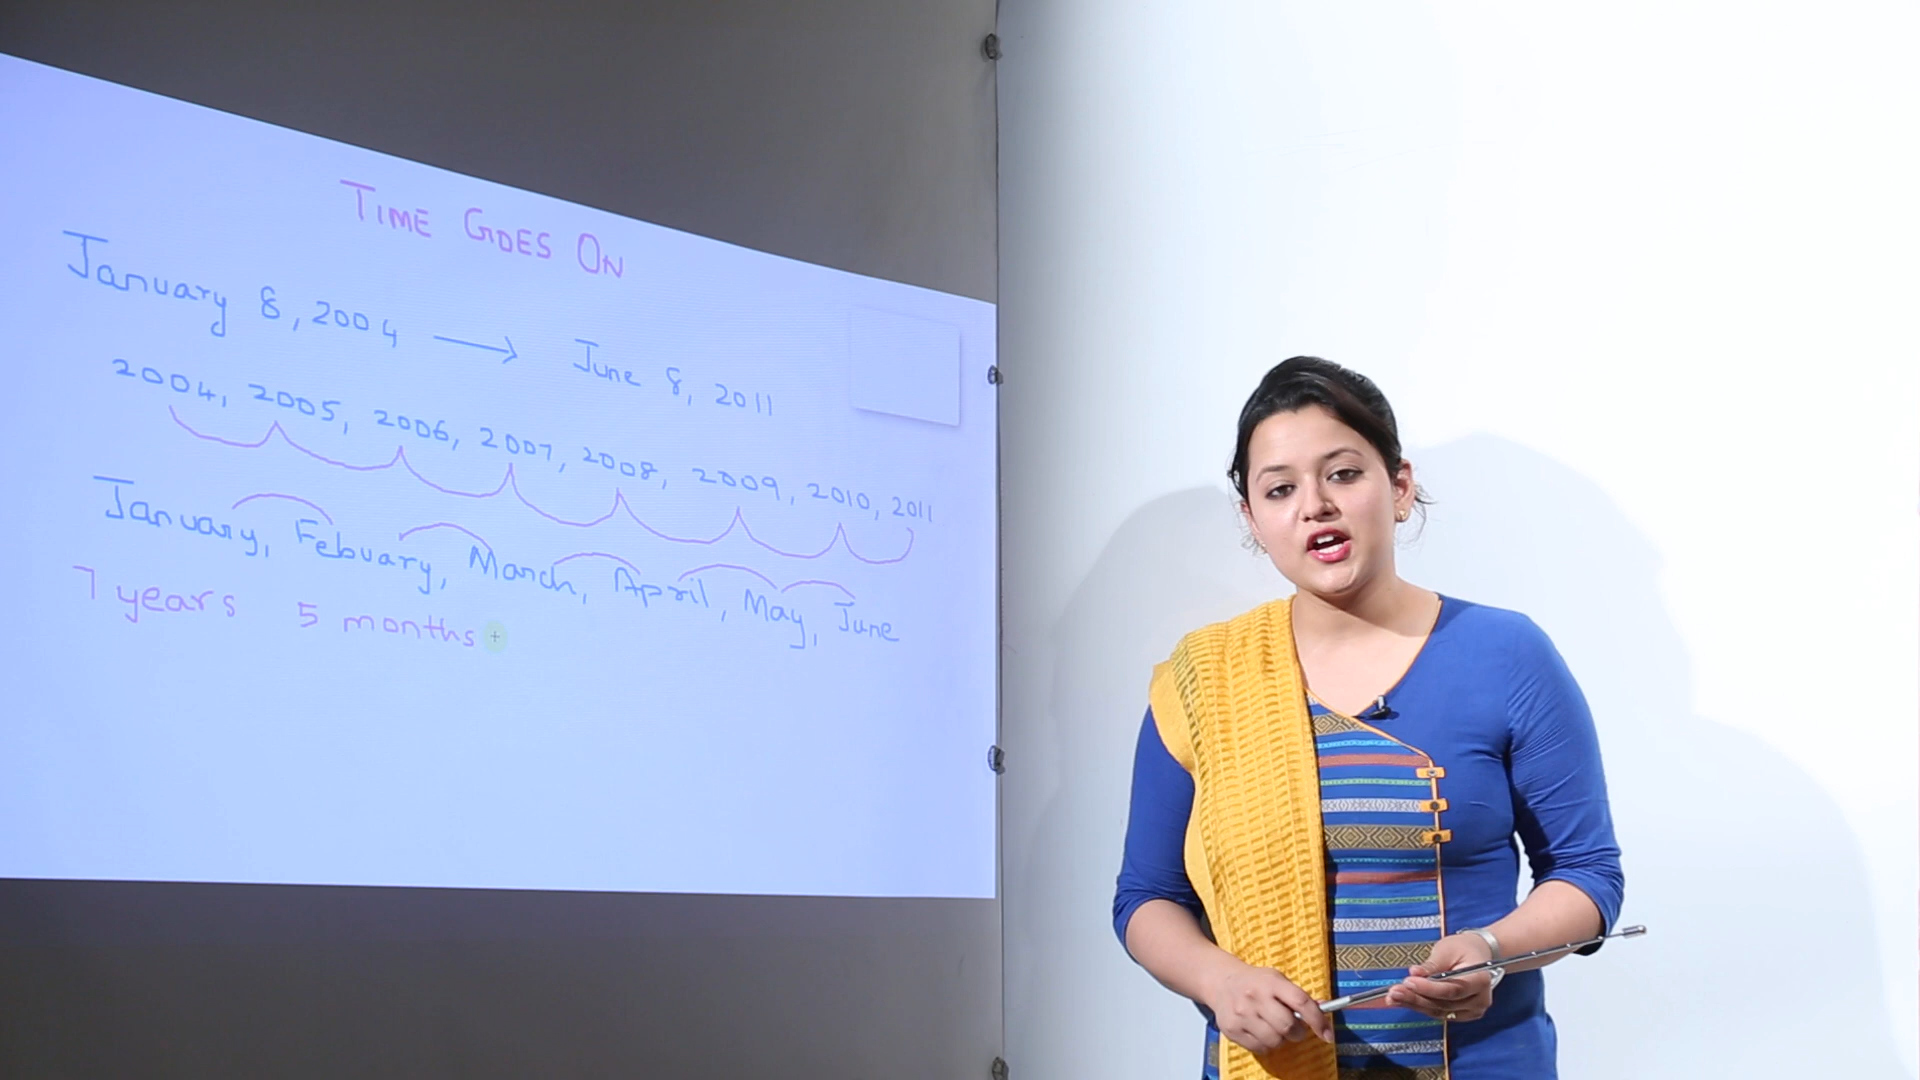 TIME GOES ON
January 8, 2004 → June 8, 2011
2004, 2005, 2006, 2007, 2008, 2009, 2010, 2011
January, Febuary, March, April, May, June
7 years 5 months